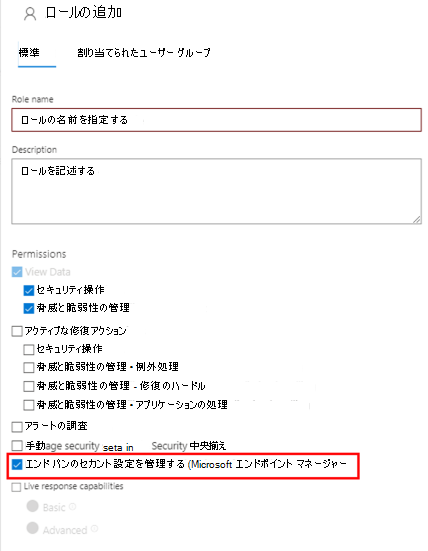 ロールの追加
標準 割り当てられたユーザー グループ
Role name
ロールの名前を指定する
Description
ロールを記述する
Permissions
View Data
セキュリティ操作
脅威と脆弱性の管理
アクティブな修復アクション
セキュリティ操作
脅威と脆弱性の管理・例外処理
脅威と脆弱性の管理 - 修復のハードル
脅威と脆弱性の管理・アプリケーションの処理
アラートの調査
手動age security seta in Security 中央揃え
エンド パンのセカント設定を管理する (Microsoft エンドポイント マネージャー
Live response capabilities
Basic
Advanced